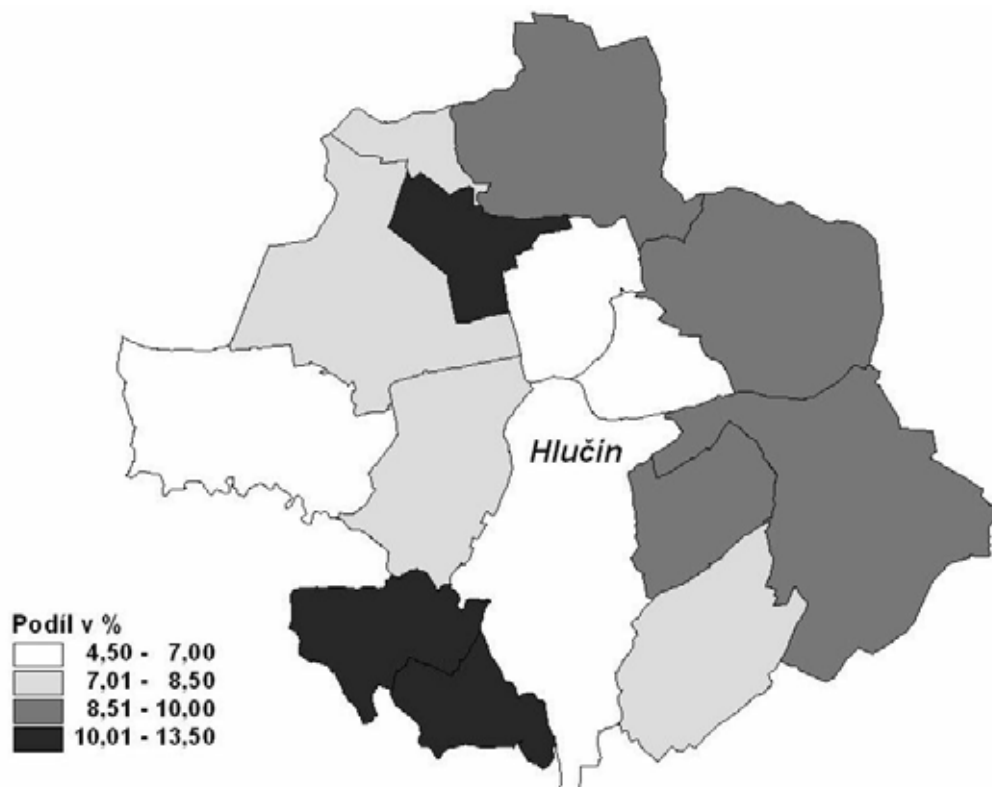 Hlučín
Podíl v %
4,50 - 7,00
7,01 - 8,50
8,51 - 10,00
10,01 - 13,50